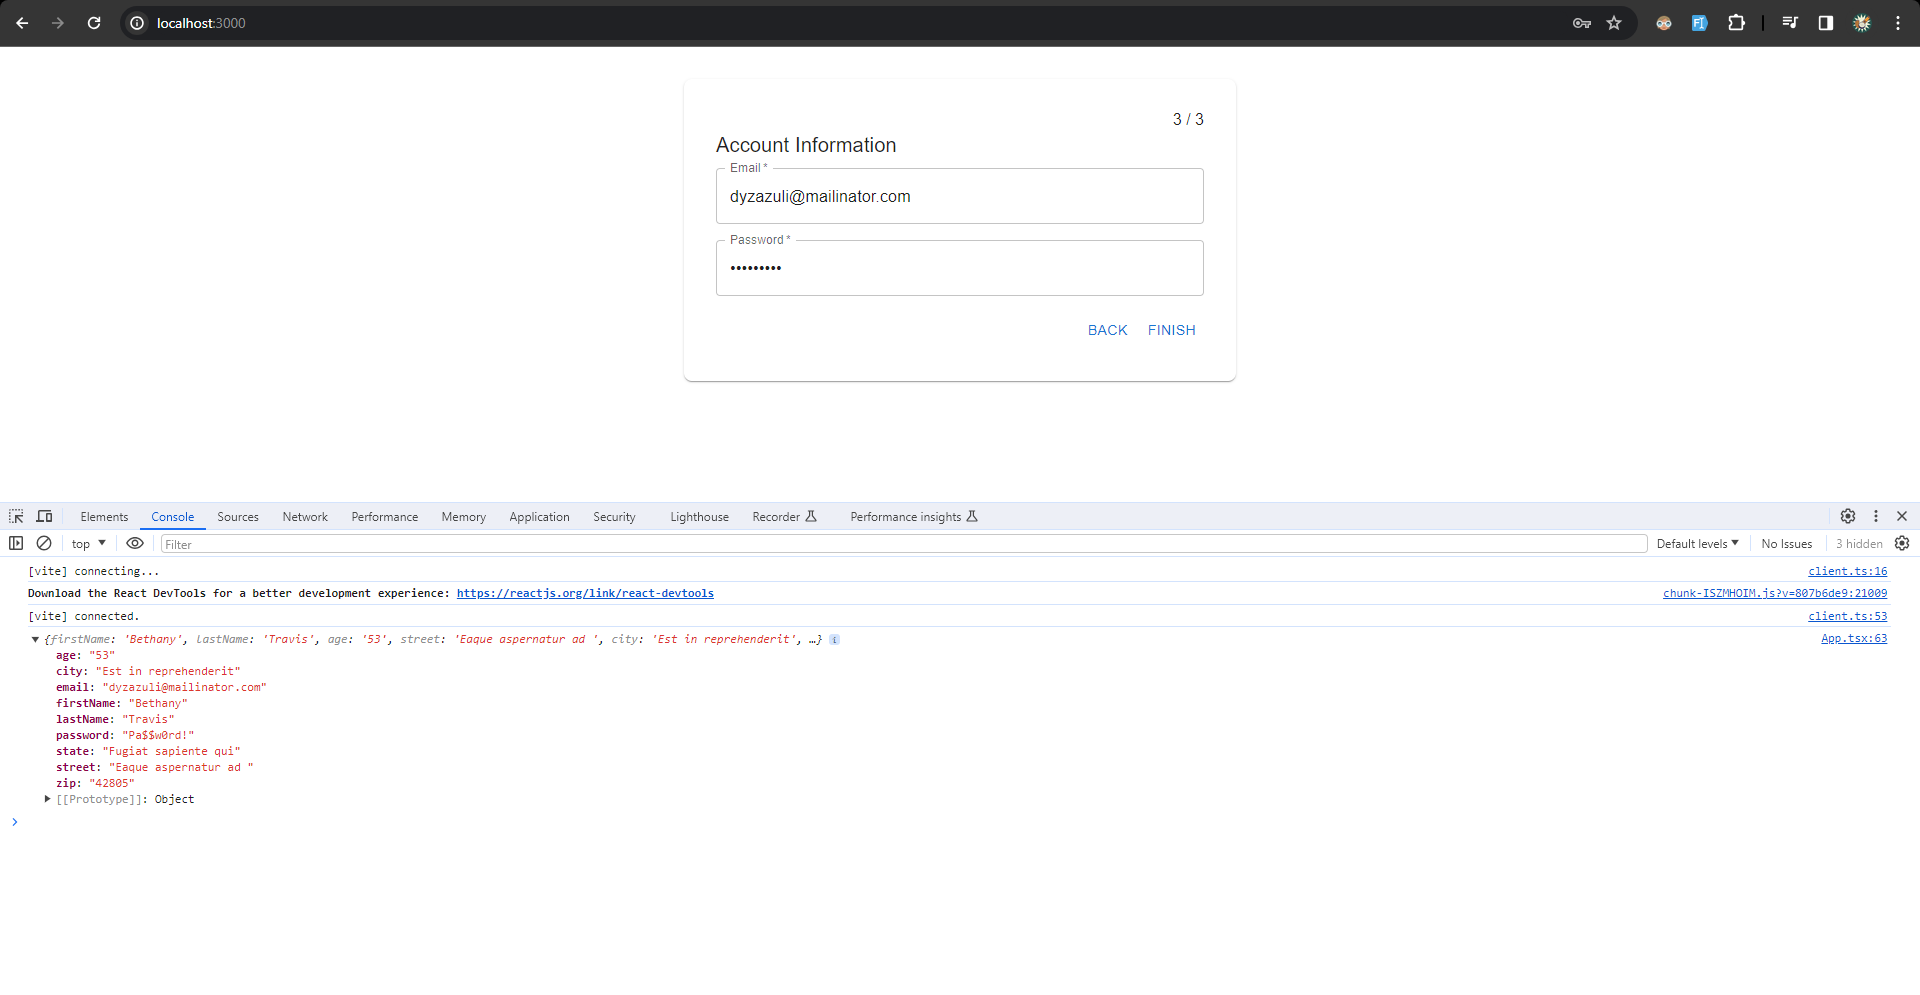 localhost:3000
3 / 3
Account Information
Email *
dyzazuli@mailinator.com
Password *
•••••••••
BACK FINISH
Elements Console Sources Network Performance Memory Application Security Lighthouse Recorder Performance insights
top Filter Default levels No Issues 3 hidden
[vite] connecting... client.ts:16
Download the React DevTools for a better development experience: https://reactjs.org/link/react-devtools chunk-ISZMHOIM.js?v=807b6de9:21009
[vite] connected. client.ts:53
{firstName: 'Bethany', lastName: 'Travis', age: '53', street: 'Eaque aspernatur ad ', city: 'Est in reprehenderit', …} i App.tsx:63
age: "53"
city: "Est in reprehenderit"
email: "dyzazuli@mailinator.com"
firstName: "Bethany"
lastName: "Travis"
password: "Pa$$w0rd!"
state: "Fugiat sapiente qui"
street: "Eaque aspernatur ad "
zip: "42805"
[[Prototype]]: Object